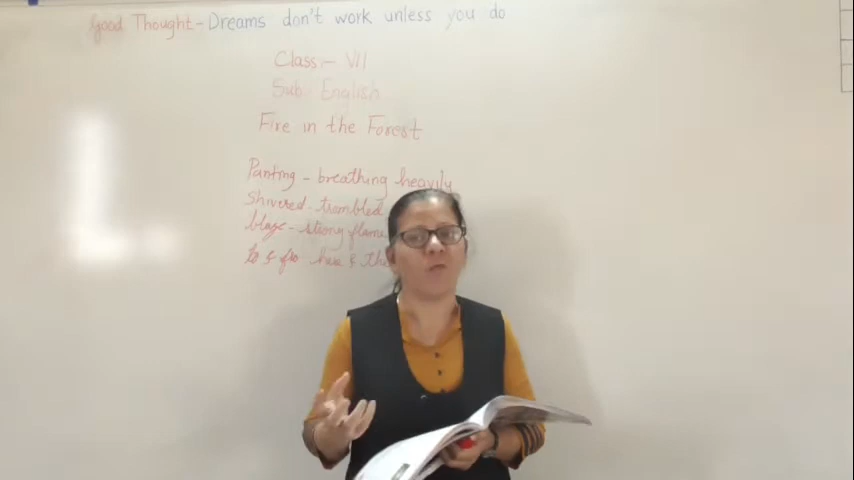 Good Thought - Dreams don't work unless you do
Class:- VII
Sub: English
Fire in the Forest
Panting - breathing heavily
Shivered - trembled
blaze - strong flame
to & fro - here &